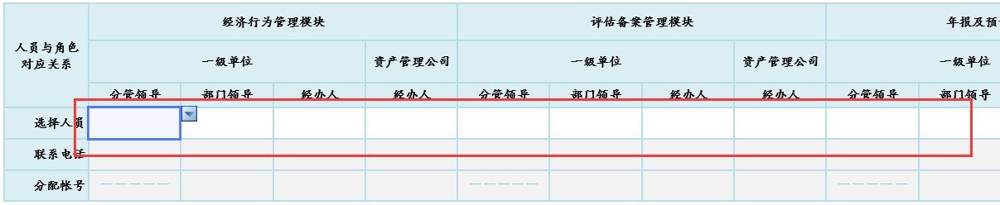 经济行为管理模块 评估备案管理模块 年报及预
人员与角色
对应关系
一级单位 资产管理公司 一级单位 资产管理公司 一级单位
分管领导 部门领导 经办人 经办人 分管领导 部门领导 经办人 经办人 分管领导 部门领导
选择人员
联系电话
分配帐号 —————— —————— ——————